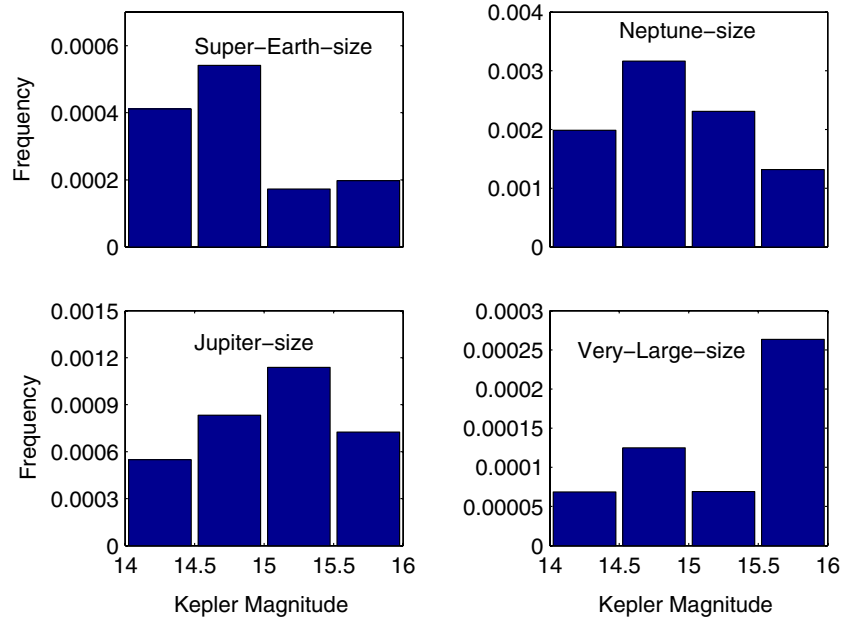 Super−Earth−size
0.0006
0.0004
0.0002
0
Frequency
Neptune−size
0.004
0.003
0.002
0.001
0
Jupiter−size
0.0015
0.0012
0.0009
0.0006
0.0003
0
Frequency
14 14.5 15 15.5 16
Kepler Magnitude
Very−Large−size
0.0003
0.00025
0.0002
0.00015
0.0001
0.00005
0
14 14.5 15 15.5 16
Kepler Magnitude